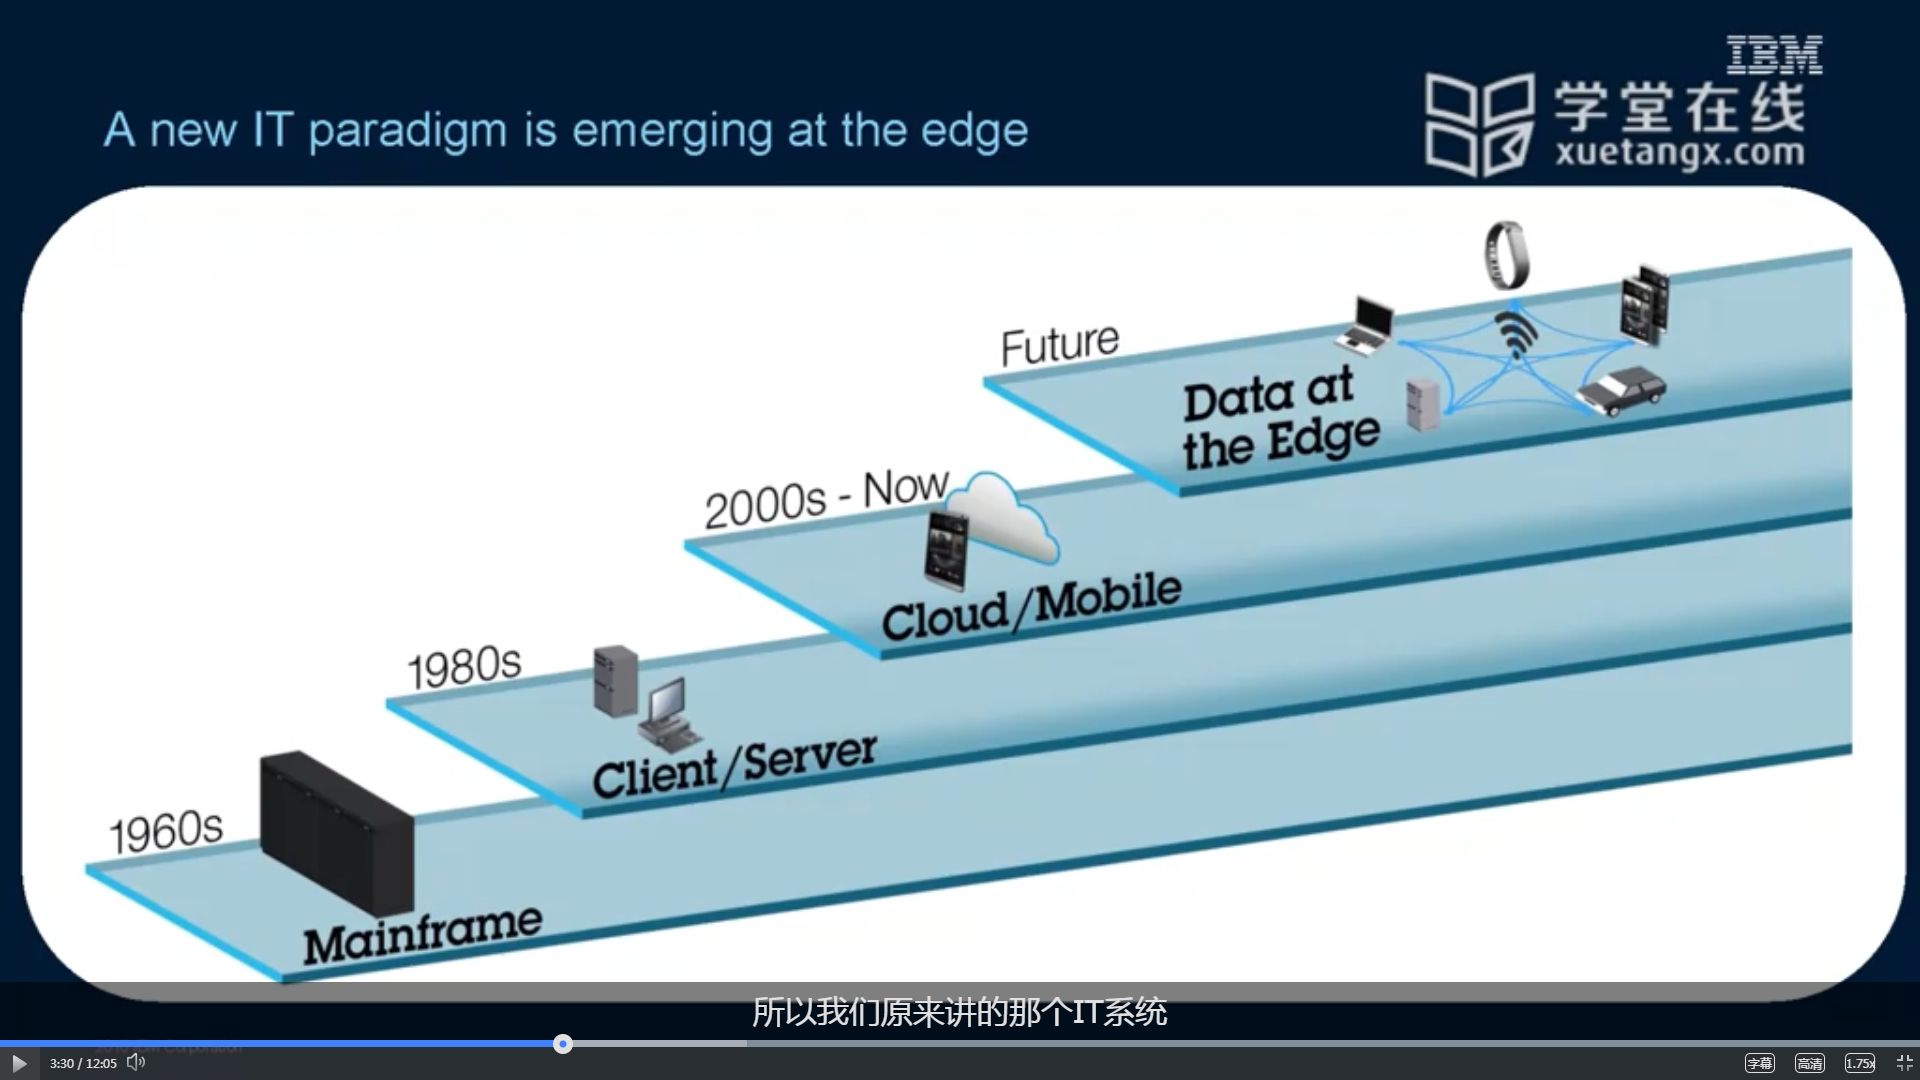 IBM
学堂在线
xuetangx.com
A new IT paradigm is emerging at the edge
Future
Data at
the Edge
2000s - Now
Cloud/Mobile
1980s
Client/Server
1960s
Mainframe
所以我们原来讲的那个IT系统
3:30 / 12:05
字幕
高清
1.75x